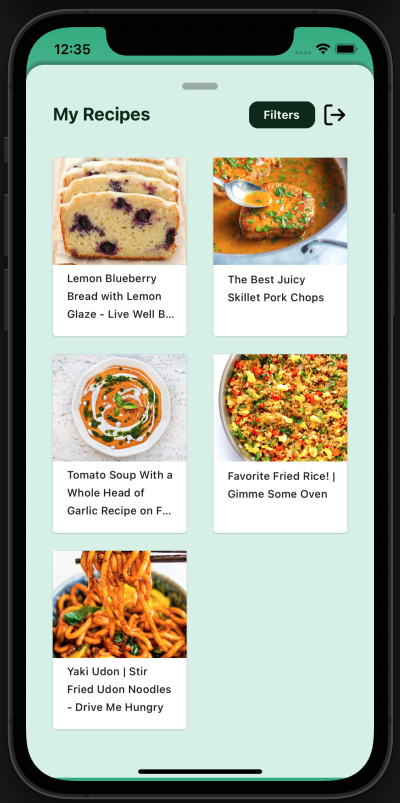 12:35
My Recipes
Filters
Lemon Blueberry
Bread with Lemon
Glaze - Live Well B...
The Best Juicy
Skillet Pork Chops
Tomato Soup With a
Whole Head of
Garlic Recipe on F...
Favorite Fried Rice! |
Gimme Some Oven
Yaki Udon | Stir
Fried Udon Noodles
- Drive Me Hungry